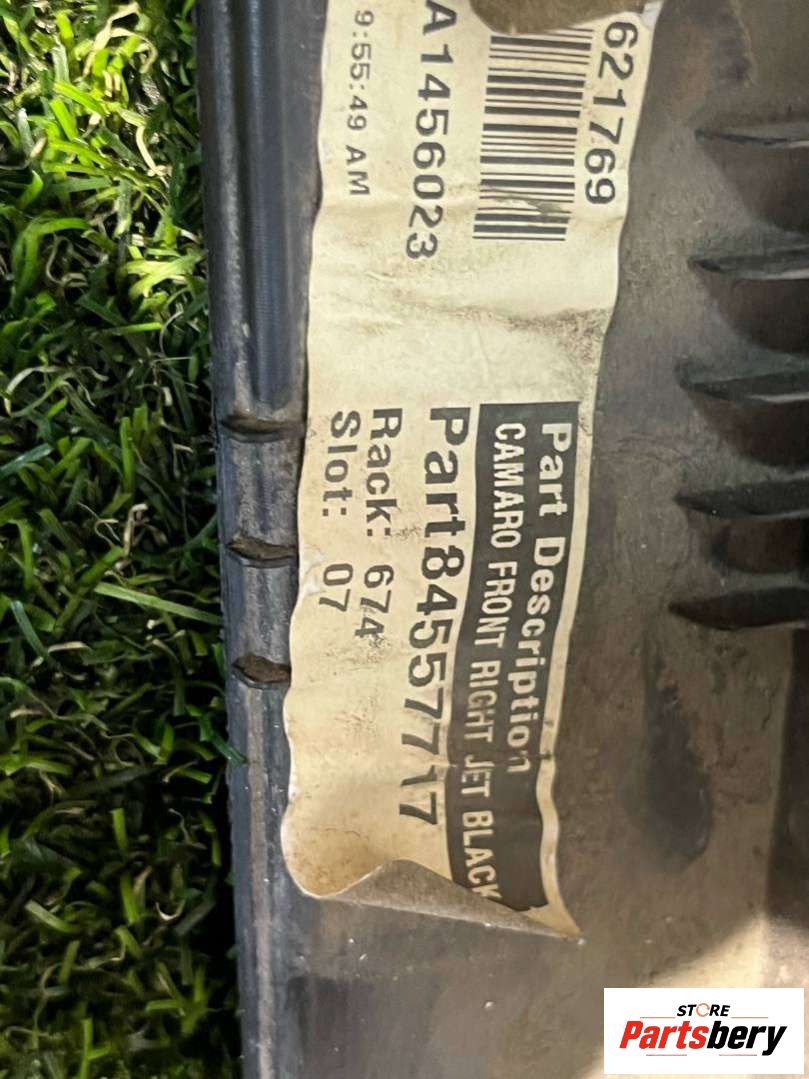 621769
A1456023
9:55:49 AM
Part Description
CAMARO FRONT RIGHT JET BLACK
Part84557717
Rack: 674
Slot: 07
STORE
Partsbery